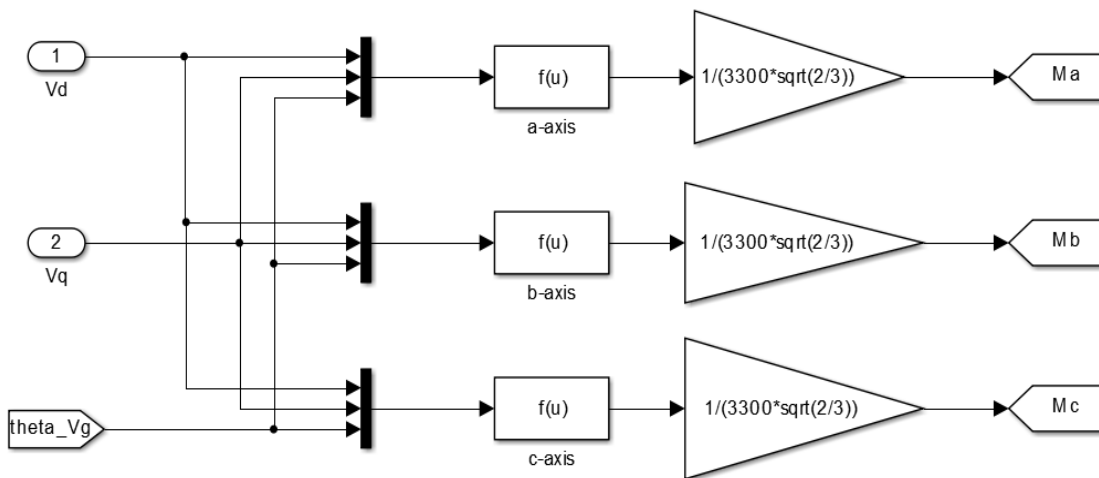 1
Vd
f(u)
a-axis
1/(3300*sqrt(2/3))
Ma
2
Vq
f(u)
b-axis
1/(3300*sqrt(2/3))
Mb
theta_Vg
f(u)
c-axis
1/(3300*sqrt(2/3))
Mc